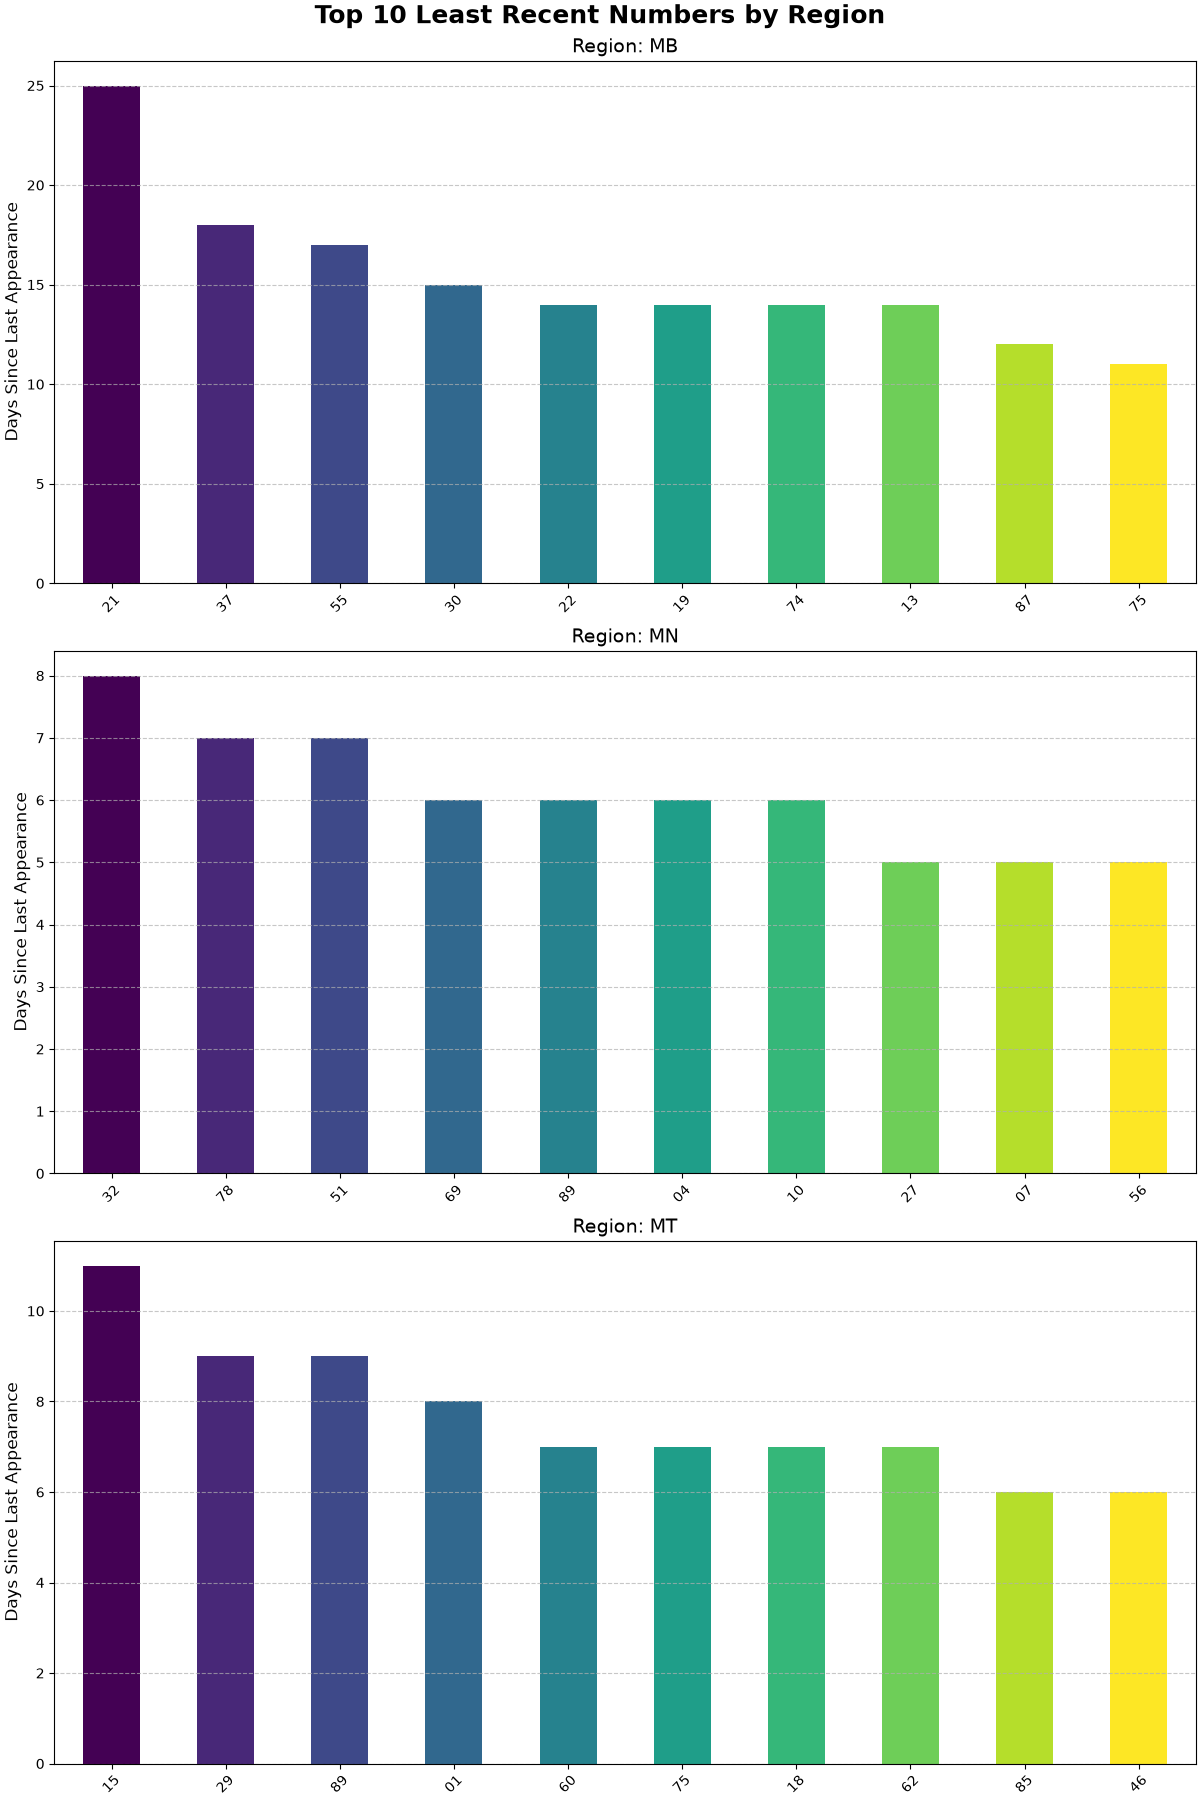 Top 10 Least Recent Numbers by Region
Region: MB
Days Since Last Appearance
25
20
15
10
5
0
21 37 55 30 22 19 74 13 87 75
Region: MN
Days Since Last Appearance
8
7
6
5
4
3
2
1
0
32 78 51 69 89 04 10 27 07 56
Region: MT
Days Since Last Appearance
10
8
6
4
2
0
15 29 89 01 60 75 18 62 85 46